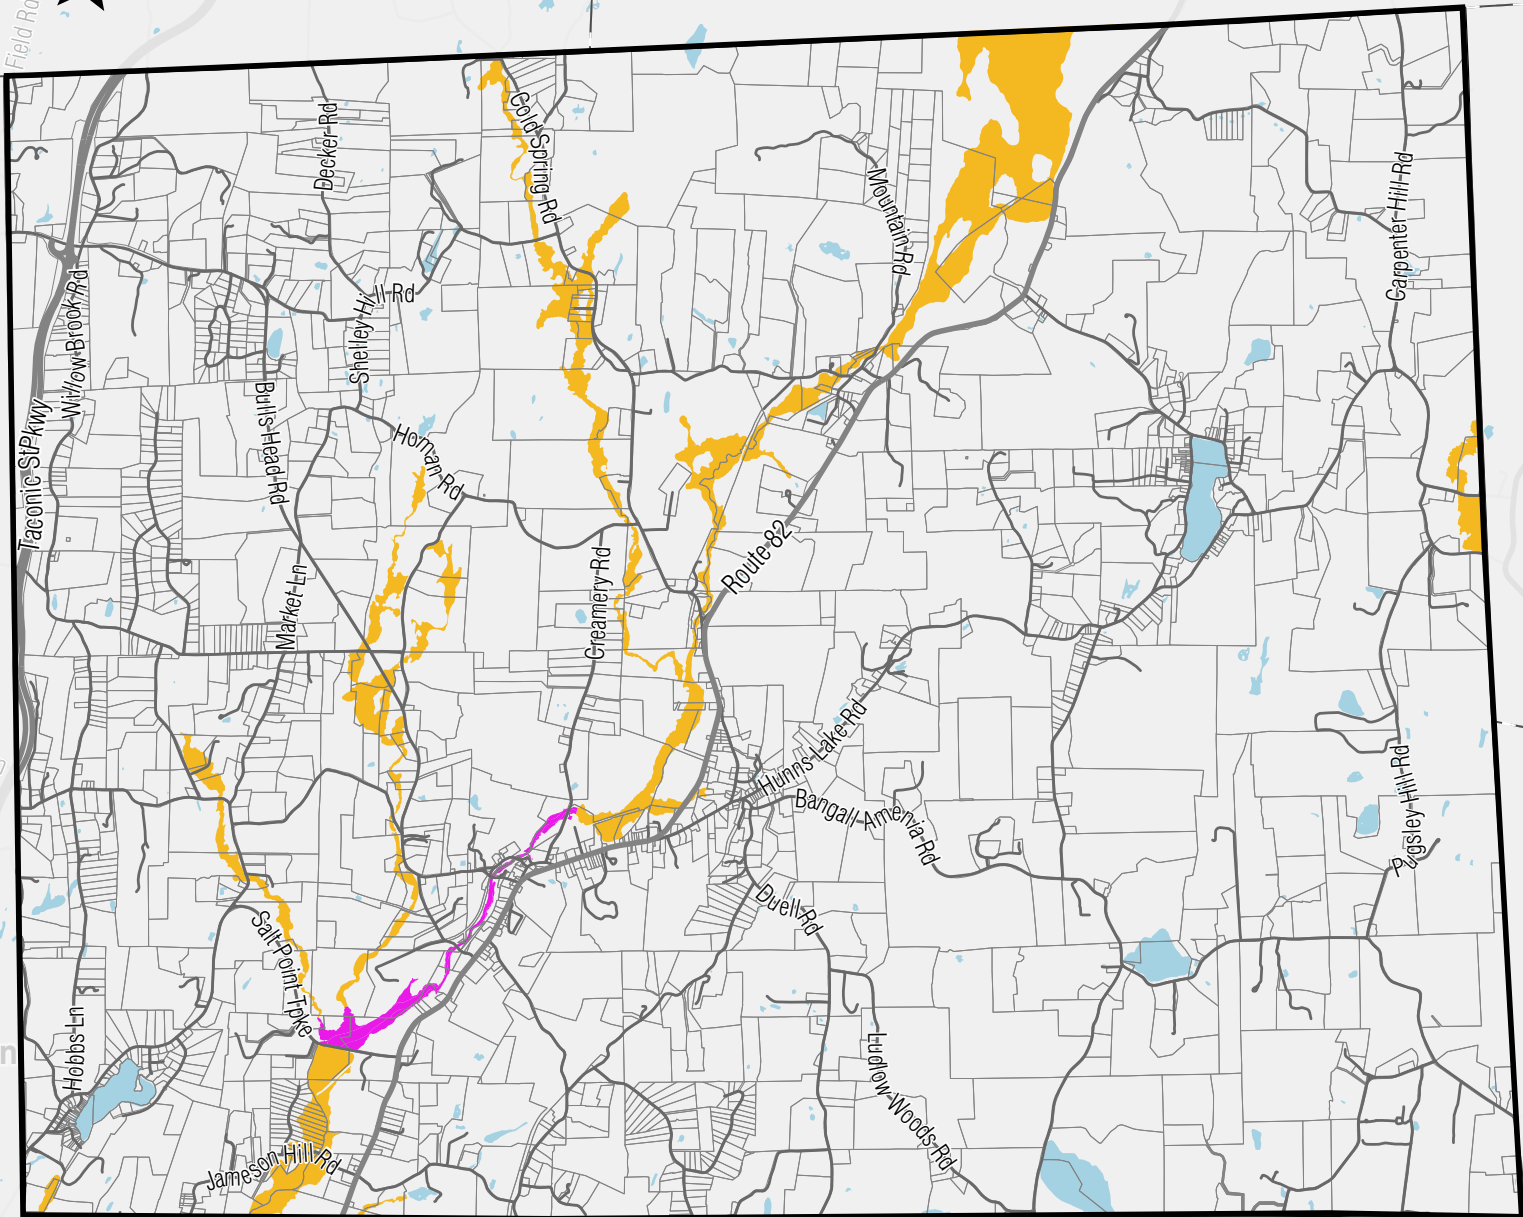 Field Rd
Cold Spring Rd
Decker Rd
Mountain Rd
Carpenter Hill Rd
Willow Brook Rd
Shelley Hill Rd
Bulls Head Rd
Taconic St Pkwy
Homan Rd
Route 82
Creamery Rd
Market Ln
Hunns Lake Rd
Bangall Amenia Rd
Pugsley Hill Rd
Duell Rd
Salt Point Tpke
Hobbs Ln
n
Ludlow Woods Rd
Jameson Hill Rd